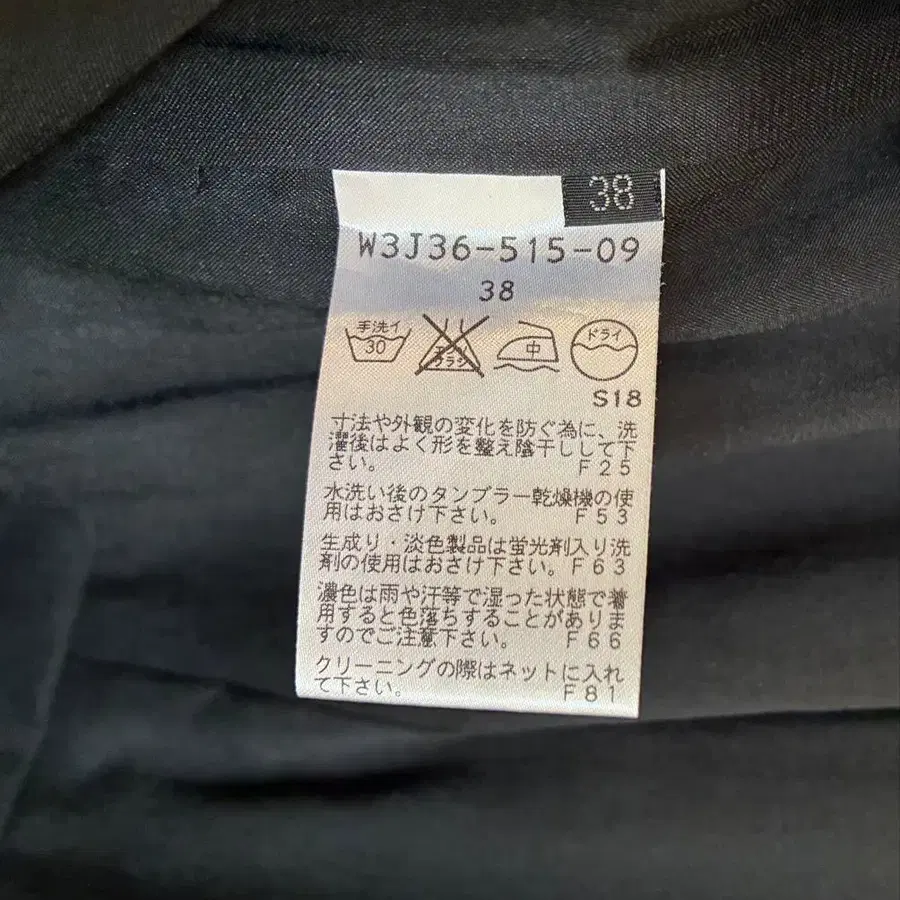 38
W3J36-515-09
38
手洗イ
30
エンソ
サラシ
中
ドライ
S18
寸法や外観の変化を防ぐ為に、洗
濯後はよく形を整え陰干しして下
さい。 F25
水洗い後のタンブラー乾燥機の使
用はおさけ下さい。 F53
生成り・淡色製品は蛍光剤入り洗
剤の使用はおさけ下さい。F63
濃色は雨や汗等で湿った状態で着
用すると色落ちすることがありま
すのでご注意下さい。 F66
クリーニングの際はネットに入れ
て下さい。 F81